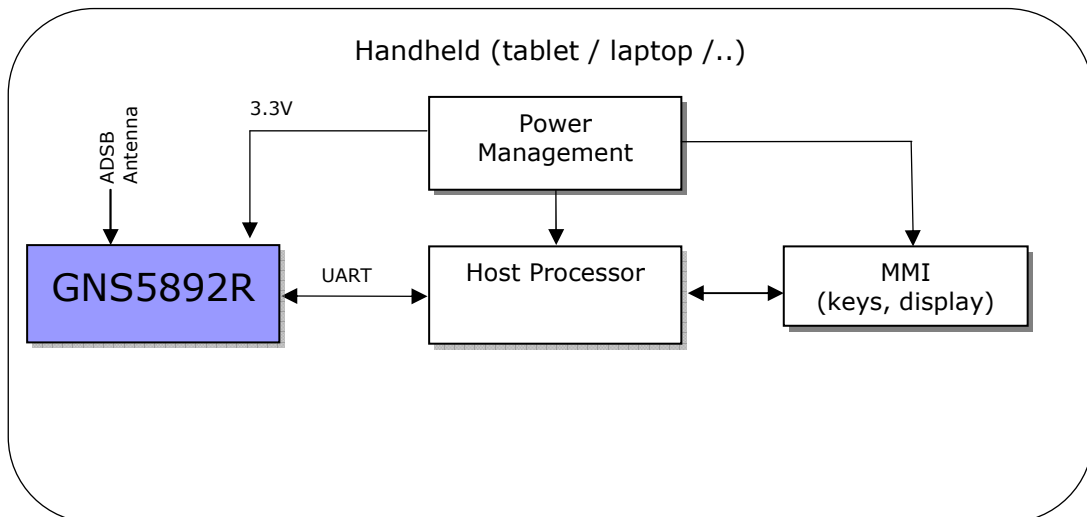 Handheld (tablet / laptop /..)
3.3V
Power
Management
ADSB
Antenna
GNS5892R
UART
Host Processor
MMI
(keys, display)